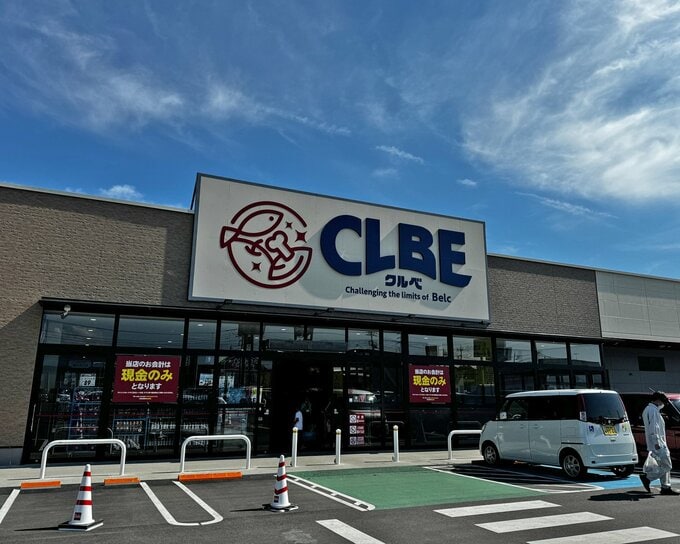 CLBE
クルベ
Challenging the limits of Belc
当店のお会計は
現金のみ
となります
当店のお会計は
現金のみ
となります